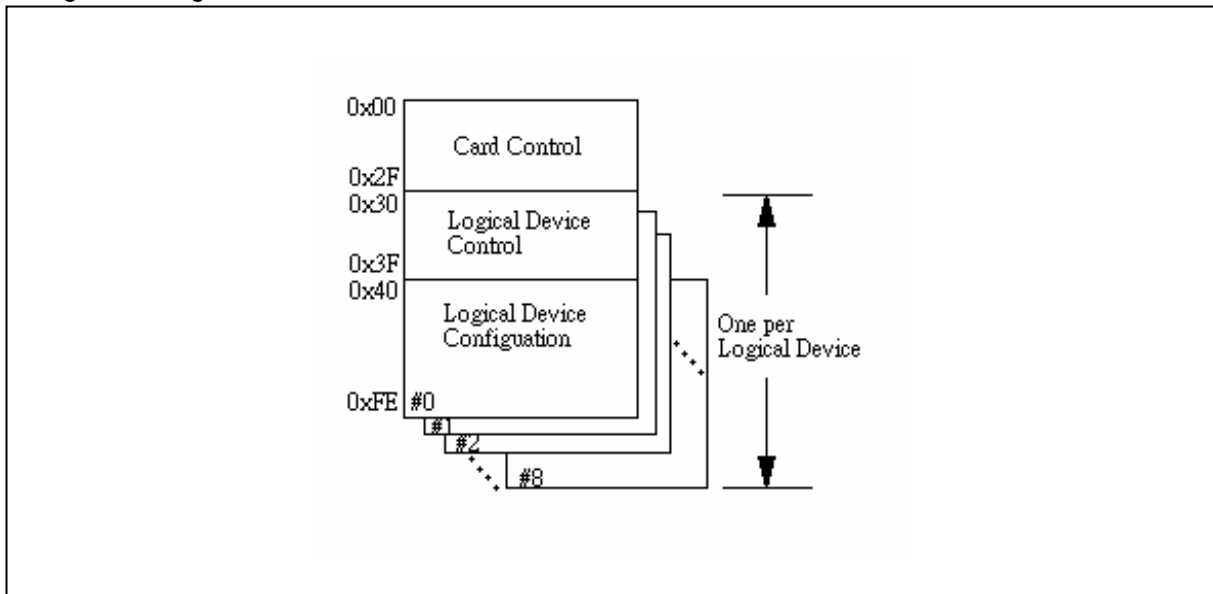 0x00
Card Control
0x2F
0x30
Logical Device
Control
0x3F
0x40
Logical Device
Configuation
One per
Logical Device
0xFE
#0
#1
#2
#8